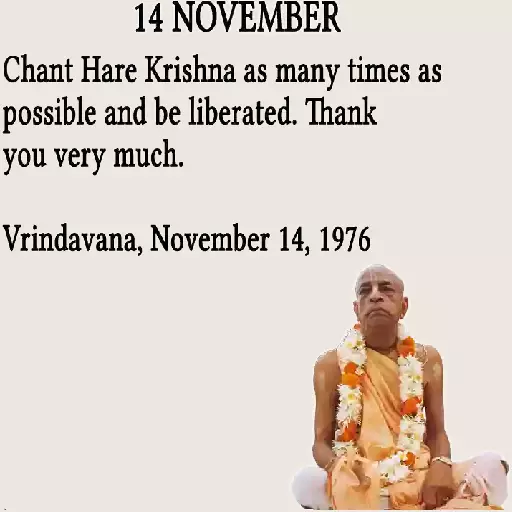 14 NOVEMBER
Chant Hare Krishna as many times as
possible and be liberated. Thank
you very much.
Vrindavana, November 14, 1976